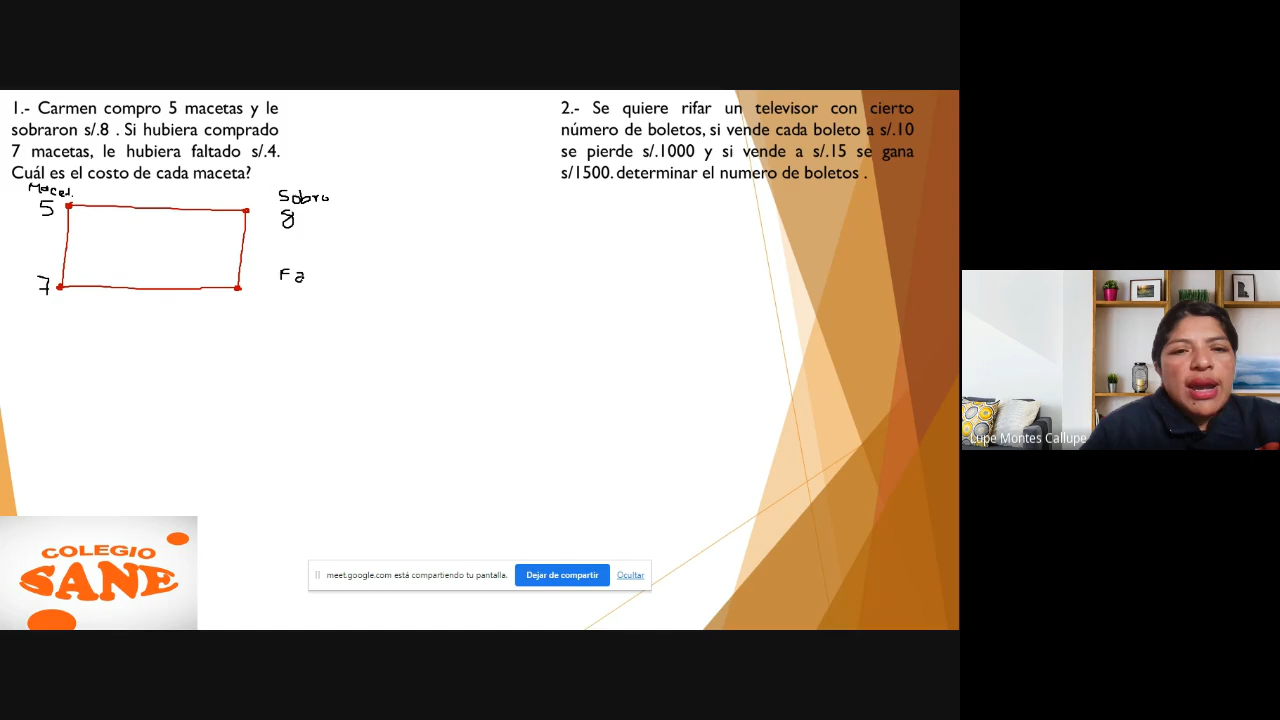 1.- Carmen compro 5 macetas y le
sobraron s/.8 . Si hubiera comprado
7 macetas, le hubiera faltado s/.4.
Cuál es el costo de cada maceta?
Macet.
5
Sobro
8
7
Fa
2.- Se quiere rifar un televisor con cierto
número de boletos, si vende cada boleto a s/.10
se pierde s/.1000 y si vende a s/.15 se gana
s/1500. determinar el numero de boletos .
Lupe Montes Callupe
COLEGIO
SANE
meet.google.com está compartiendo tu pantalla.
Dejar de compartir
Ocultar